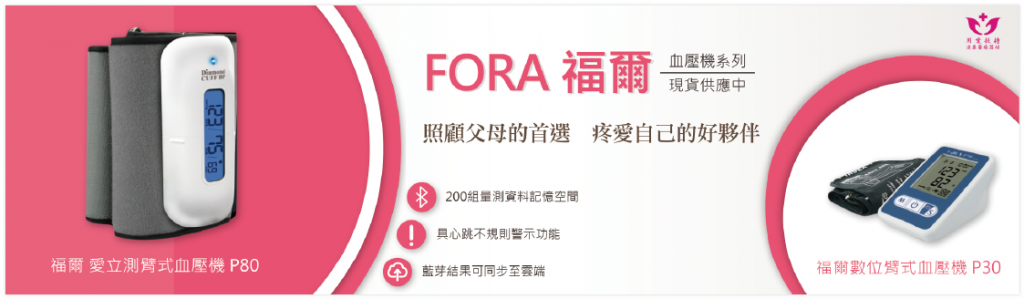 FORA 福爾
血壓機系列
現貨供應中
照顧父母的首選 疼愛自己的好夥伴
200組量測資料記憶空間
具心跳不規則警示功能
藍芽結果可同步至雲端
Diamond
CUFF BP
福爾 愛立測臂式血壓機 P80
福爾數位臂式血壓機 P30